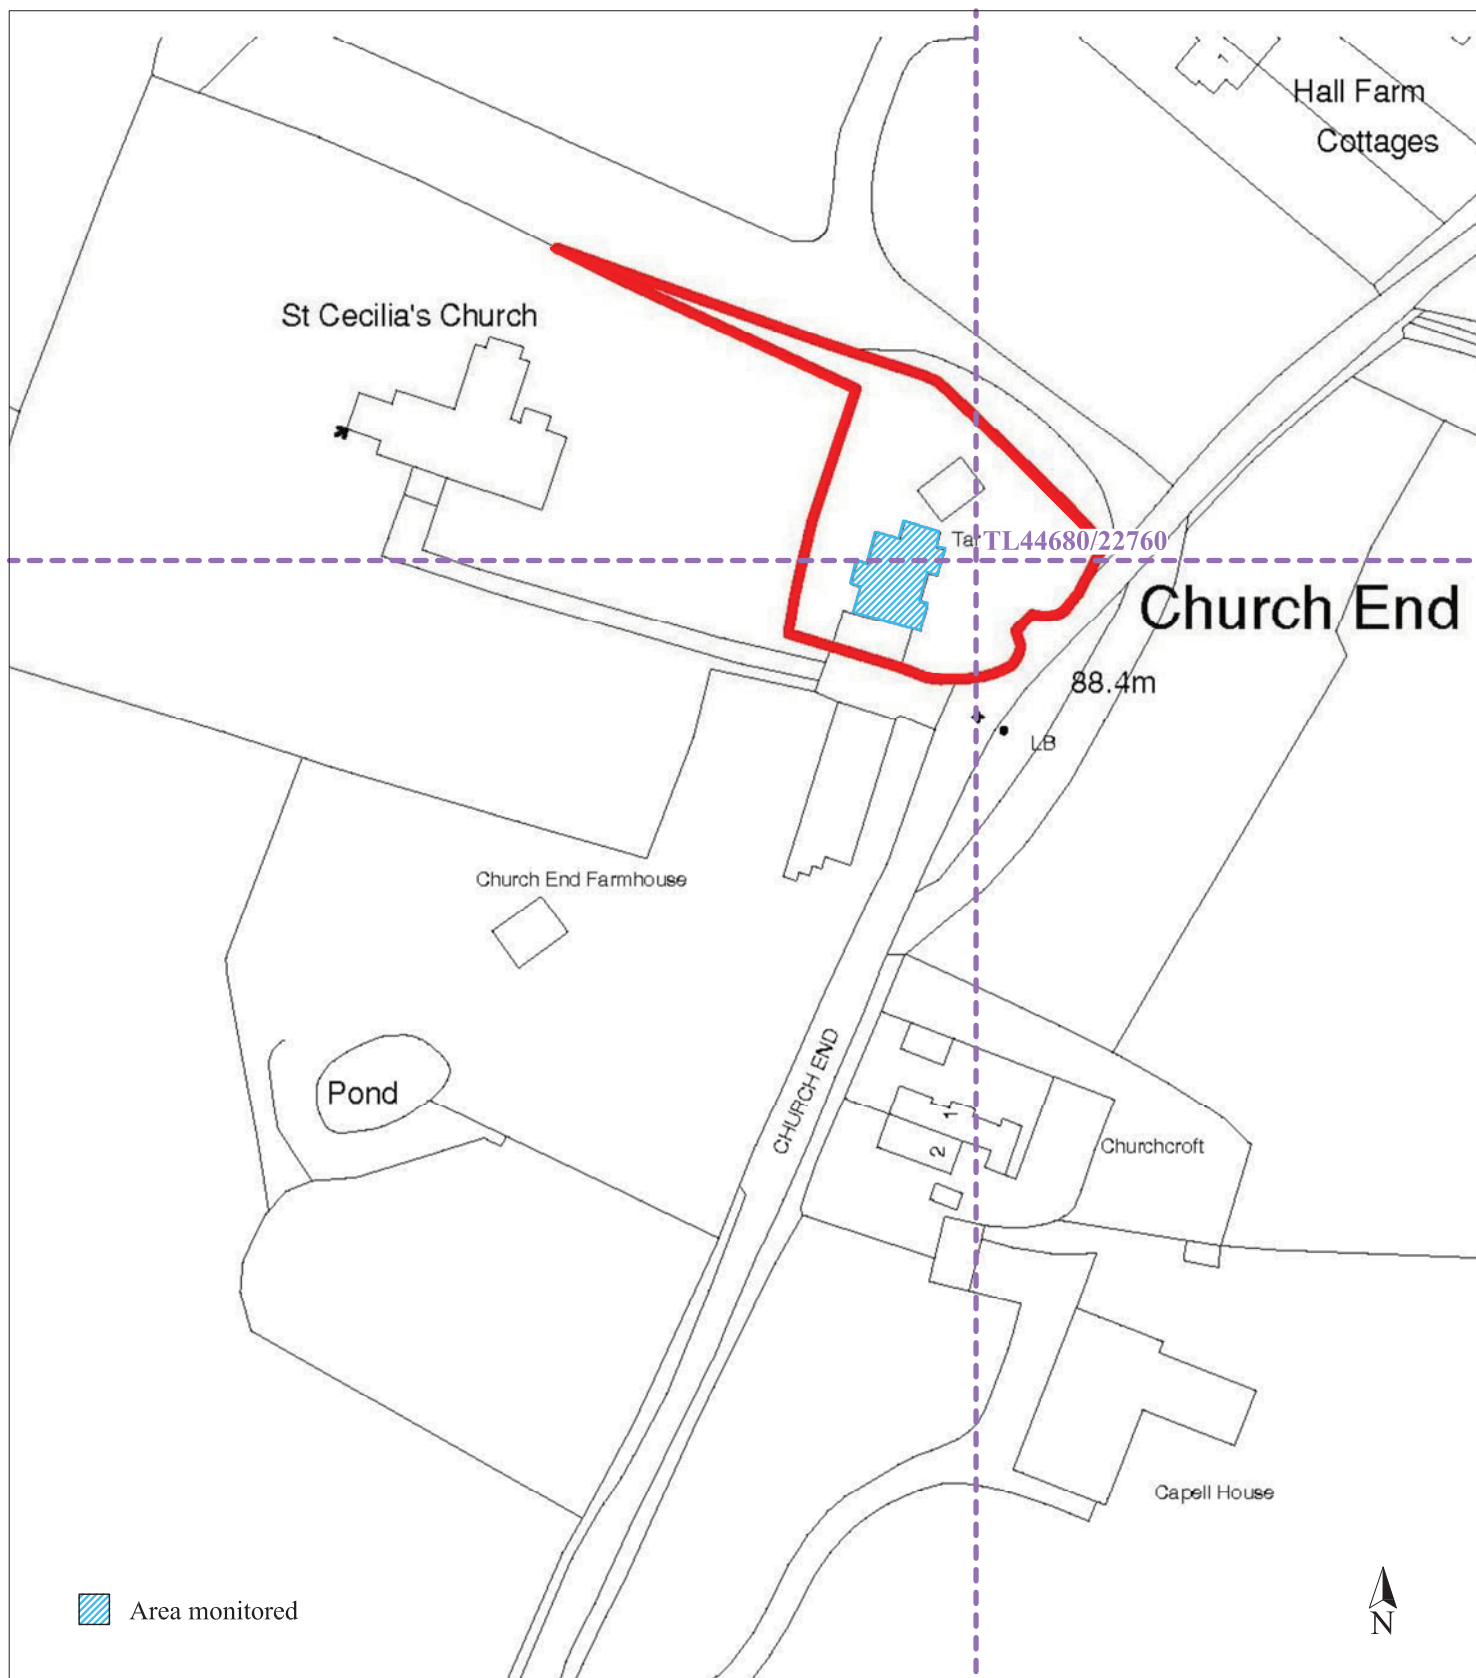 Hall Farm
Cottages
St Cecilia's Church
TL44680/22760
Church End
88.4m
LB
Church End Farmhouse
Pond
CHURCH END
1
2
Churchcroft
Capell House
Area monitored
N